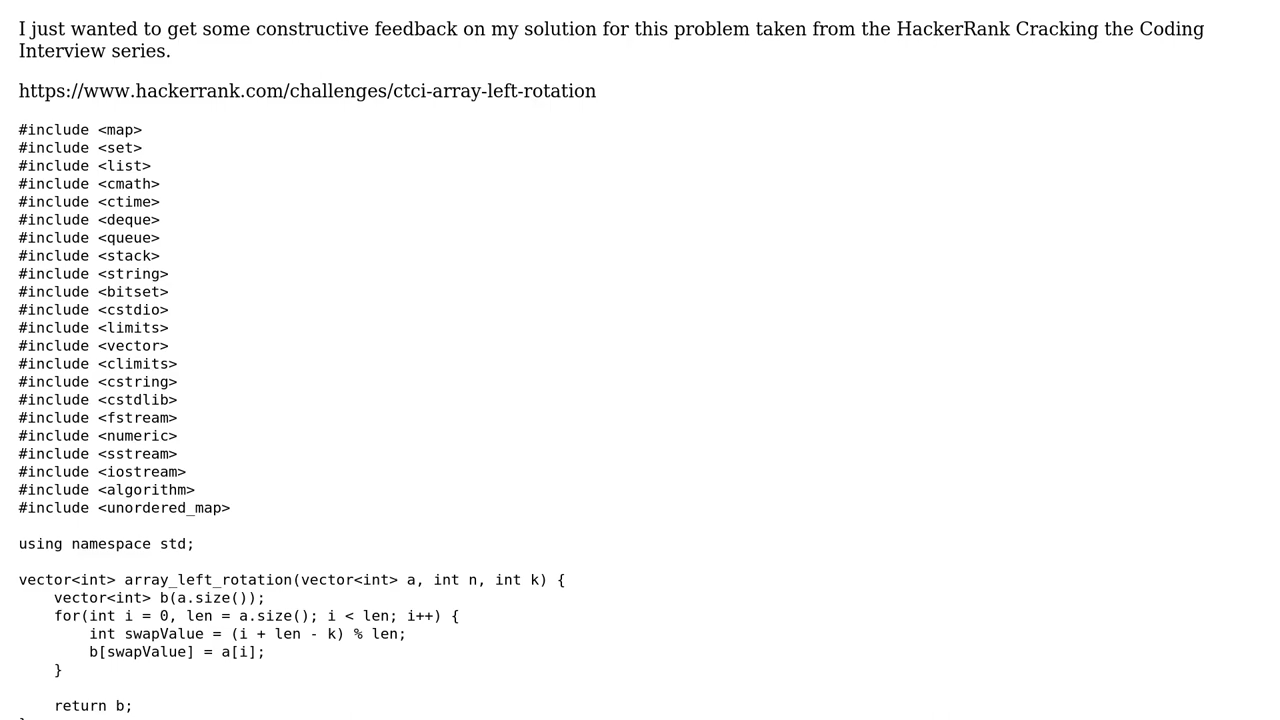 I just wanted to get some constructive feedback on my solution for this problem taken from the HackerRank Cracking the Coding
Interview series.
https://www.hackerrank.com/challenges/ctci-array-left-rotation
#include <map>
#include <set>
#include <list>
#include <cmath>
#include <ctime>
#include <deque>
#include <queue>
#include <stack>
#include <string>
#include <bitset>
#include <cstdio>
#include <limits>
#include <vector>
#include <climits>
#include <cstring>
#include <cstdlib>
#include <fstream>
#include <numeric>
#include <sstream>
#include <iostream>
#include <algorithm>
#include <unordered_map>
using namespace std;
vector<int> array_left_rotation(vector<int> a, int n, int k) {
    vector<int> b(a.size());
    for(int i = 0, len = a.size(); i < len; i++) {
        int swapValue = (i + len - k) % len;
        b[swapValue] = a[i];
    }
    return b;